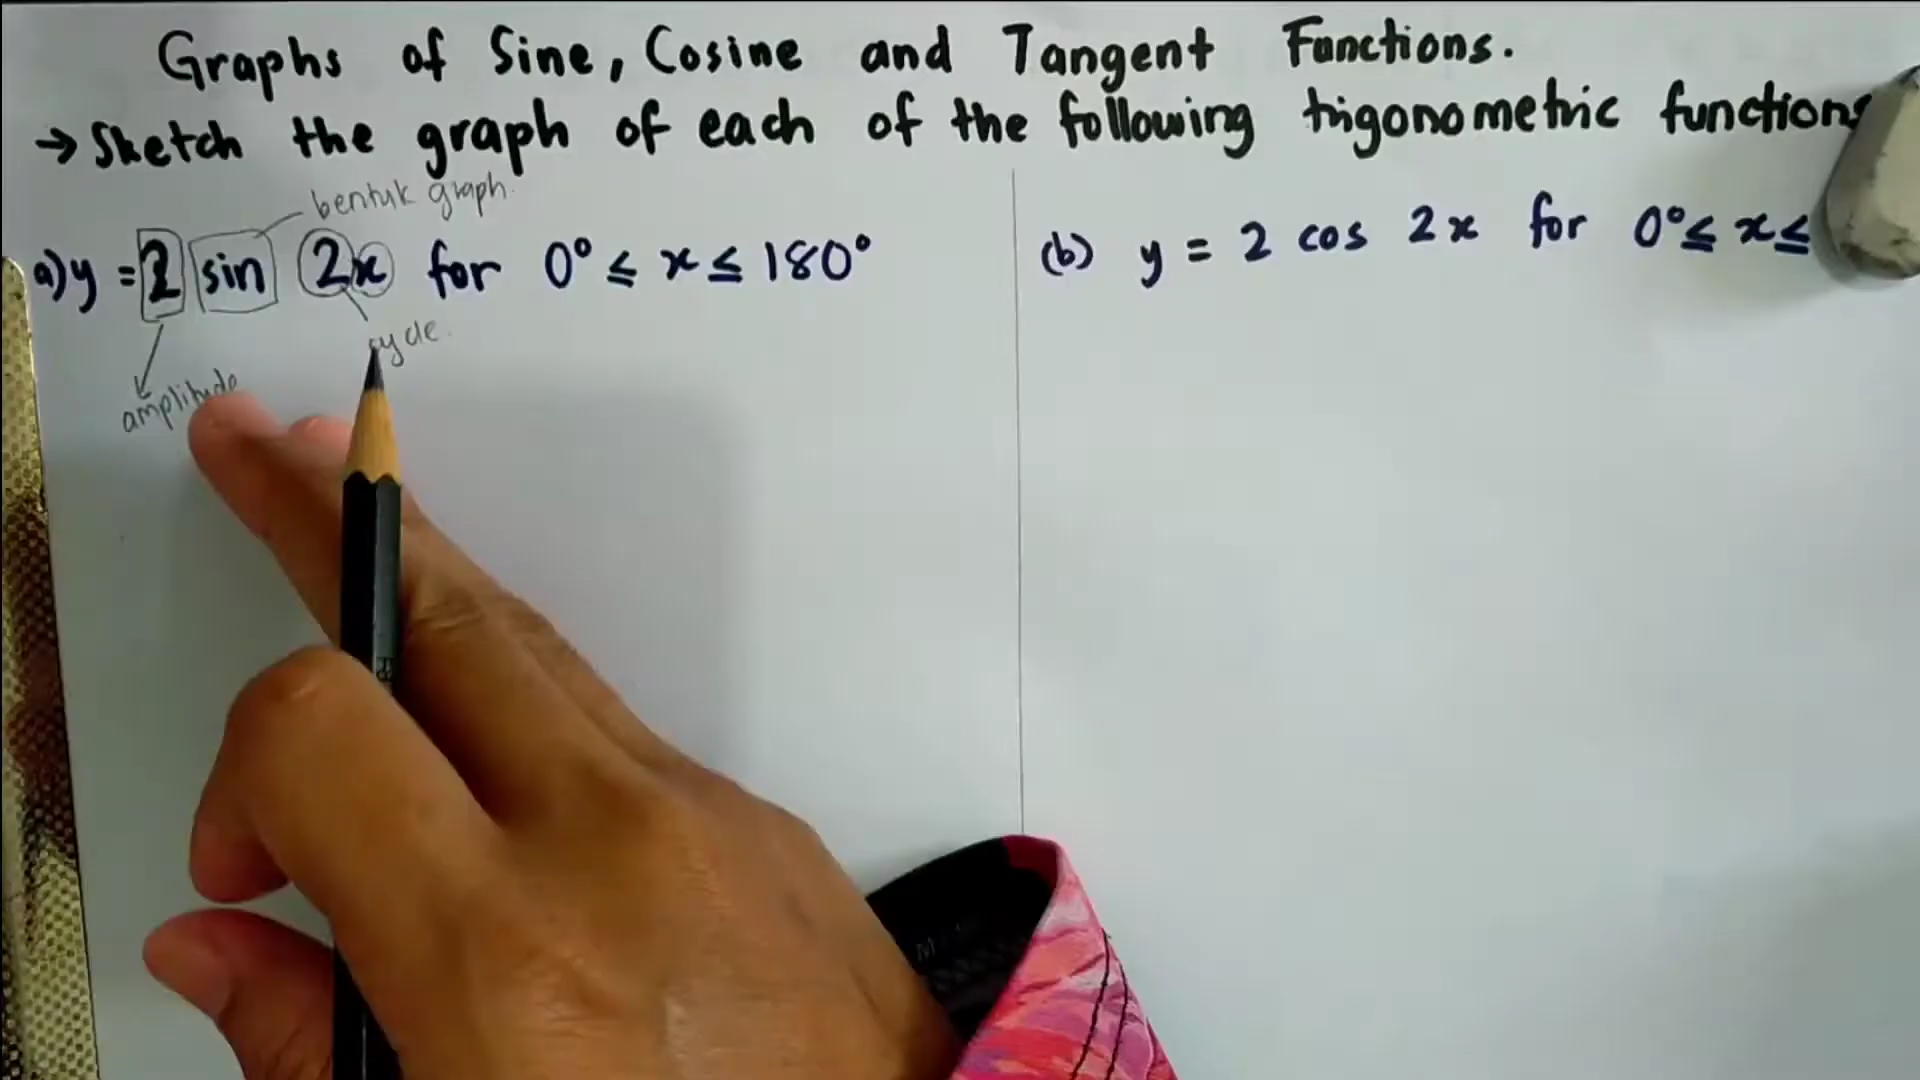 Graphs of Sine, Cosine and Tangent Functions.
→ Sketch the graph of each of the following trigonometric functions
bentuk graph.
a) y = 2 sin 2x for 0° ≤ x ≤ 180°
cycle.
amplitude
(b) y = 2 cos 2x for 0° ≤ x ≤